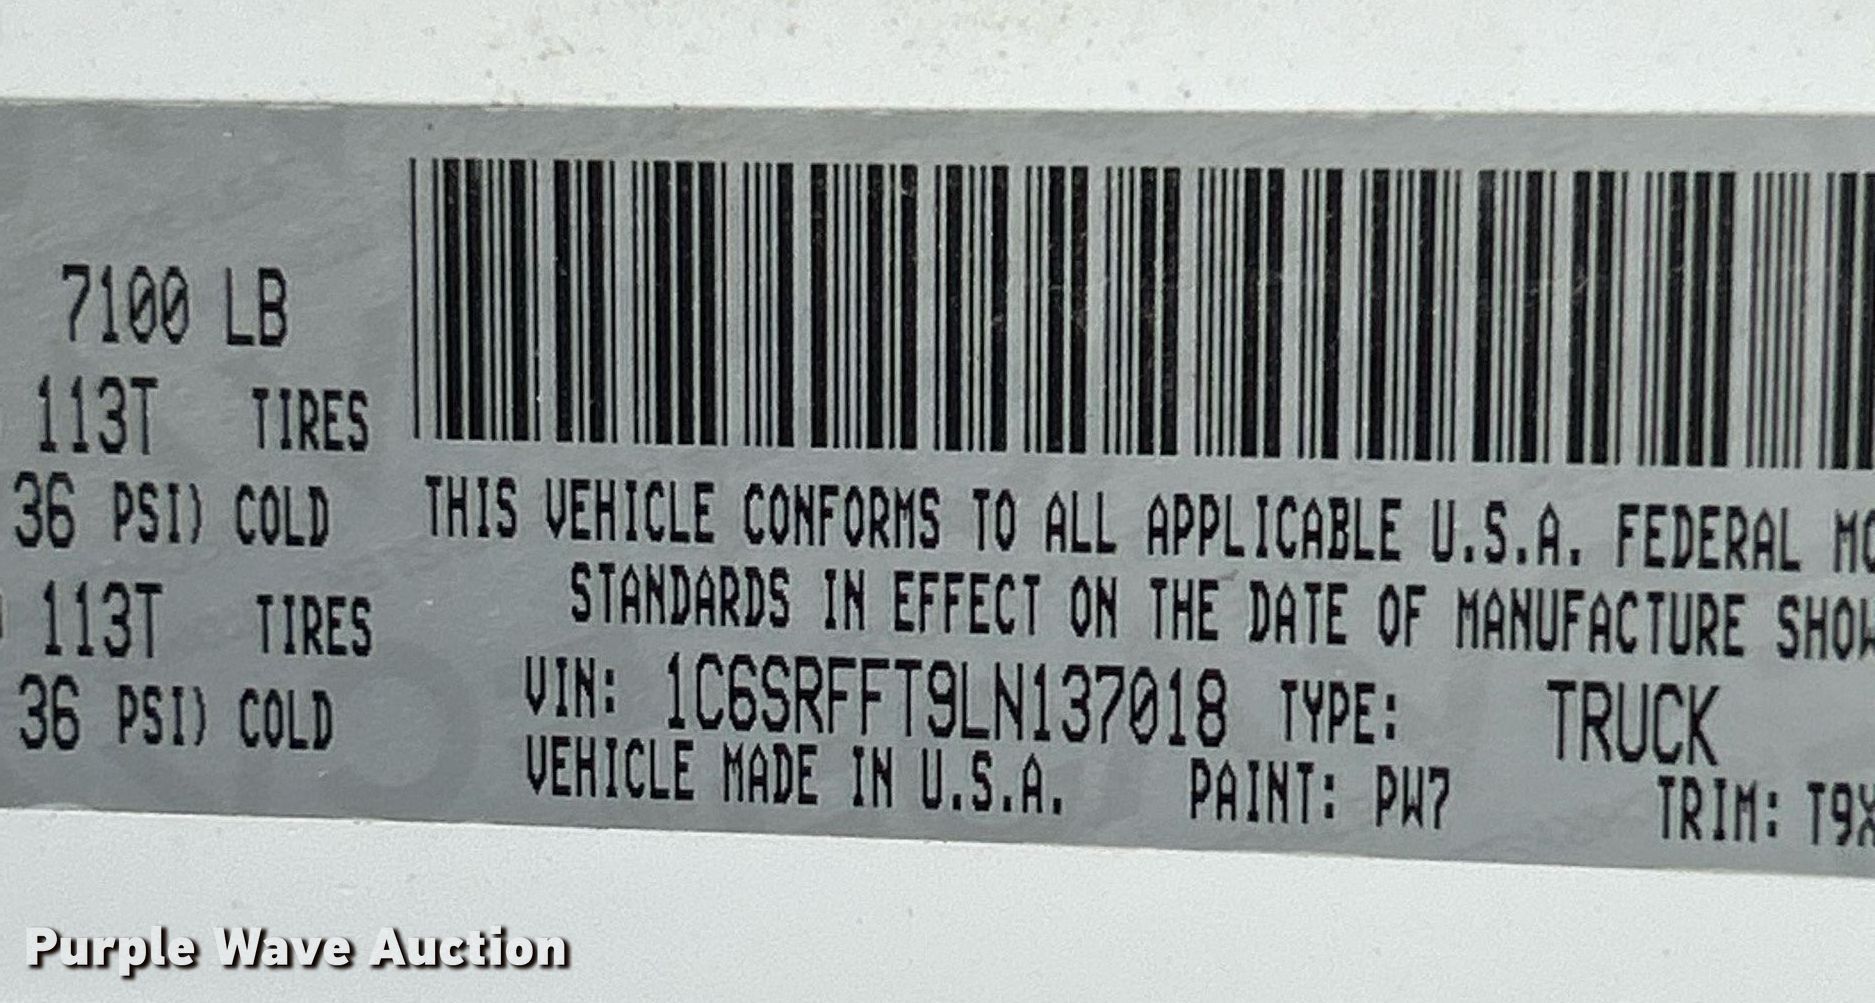 7100 LB
113T TIRES
36 PSI) COLD
113T TIRES
36 PSI) COLD
THIS VEHICLE CONFORMS TO ALL APPLICABLE U.S.A. FEDERAL
STANDARDS IN EFFECT ON THE DATE OF MANUFACTURE
VIN: 1C6SRFFT9LN137018 TYPE: TRUCK
VEHICLE MADE IN U.S.A. PAINT: PW7 TRIM:
Purple Wave Auction